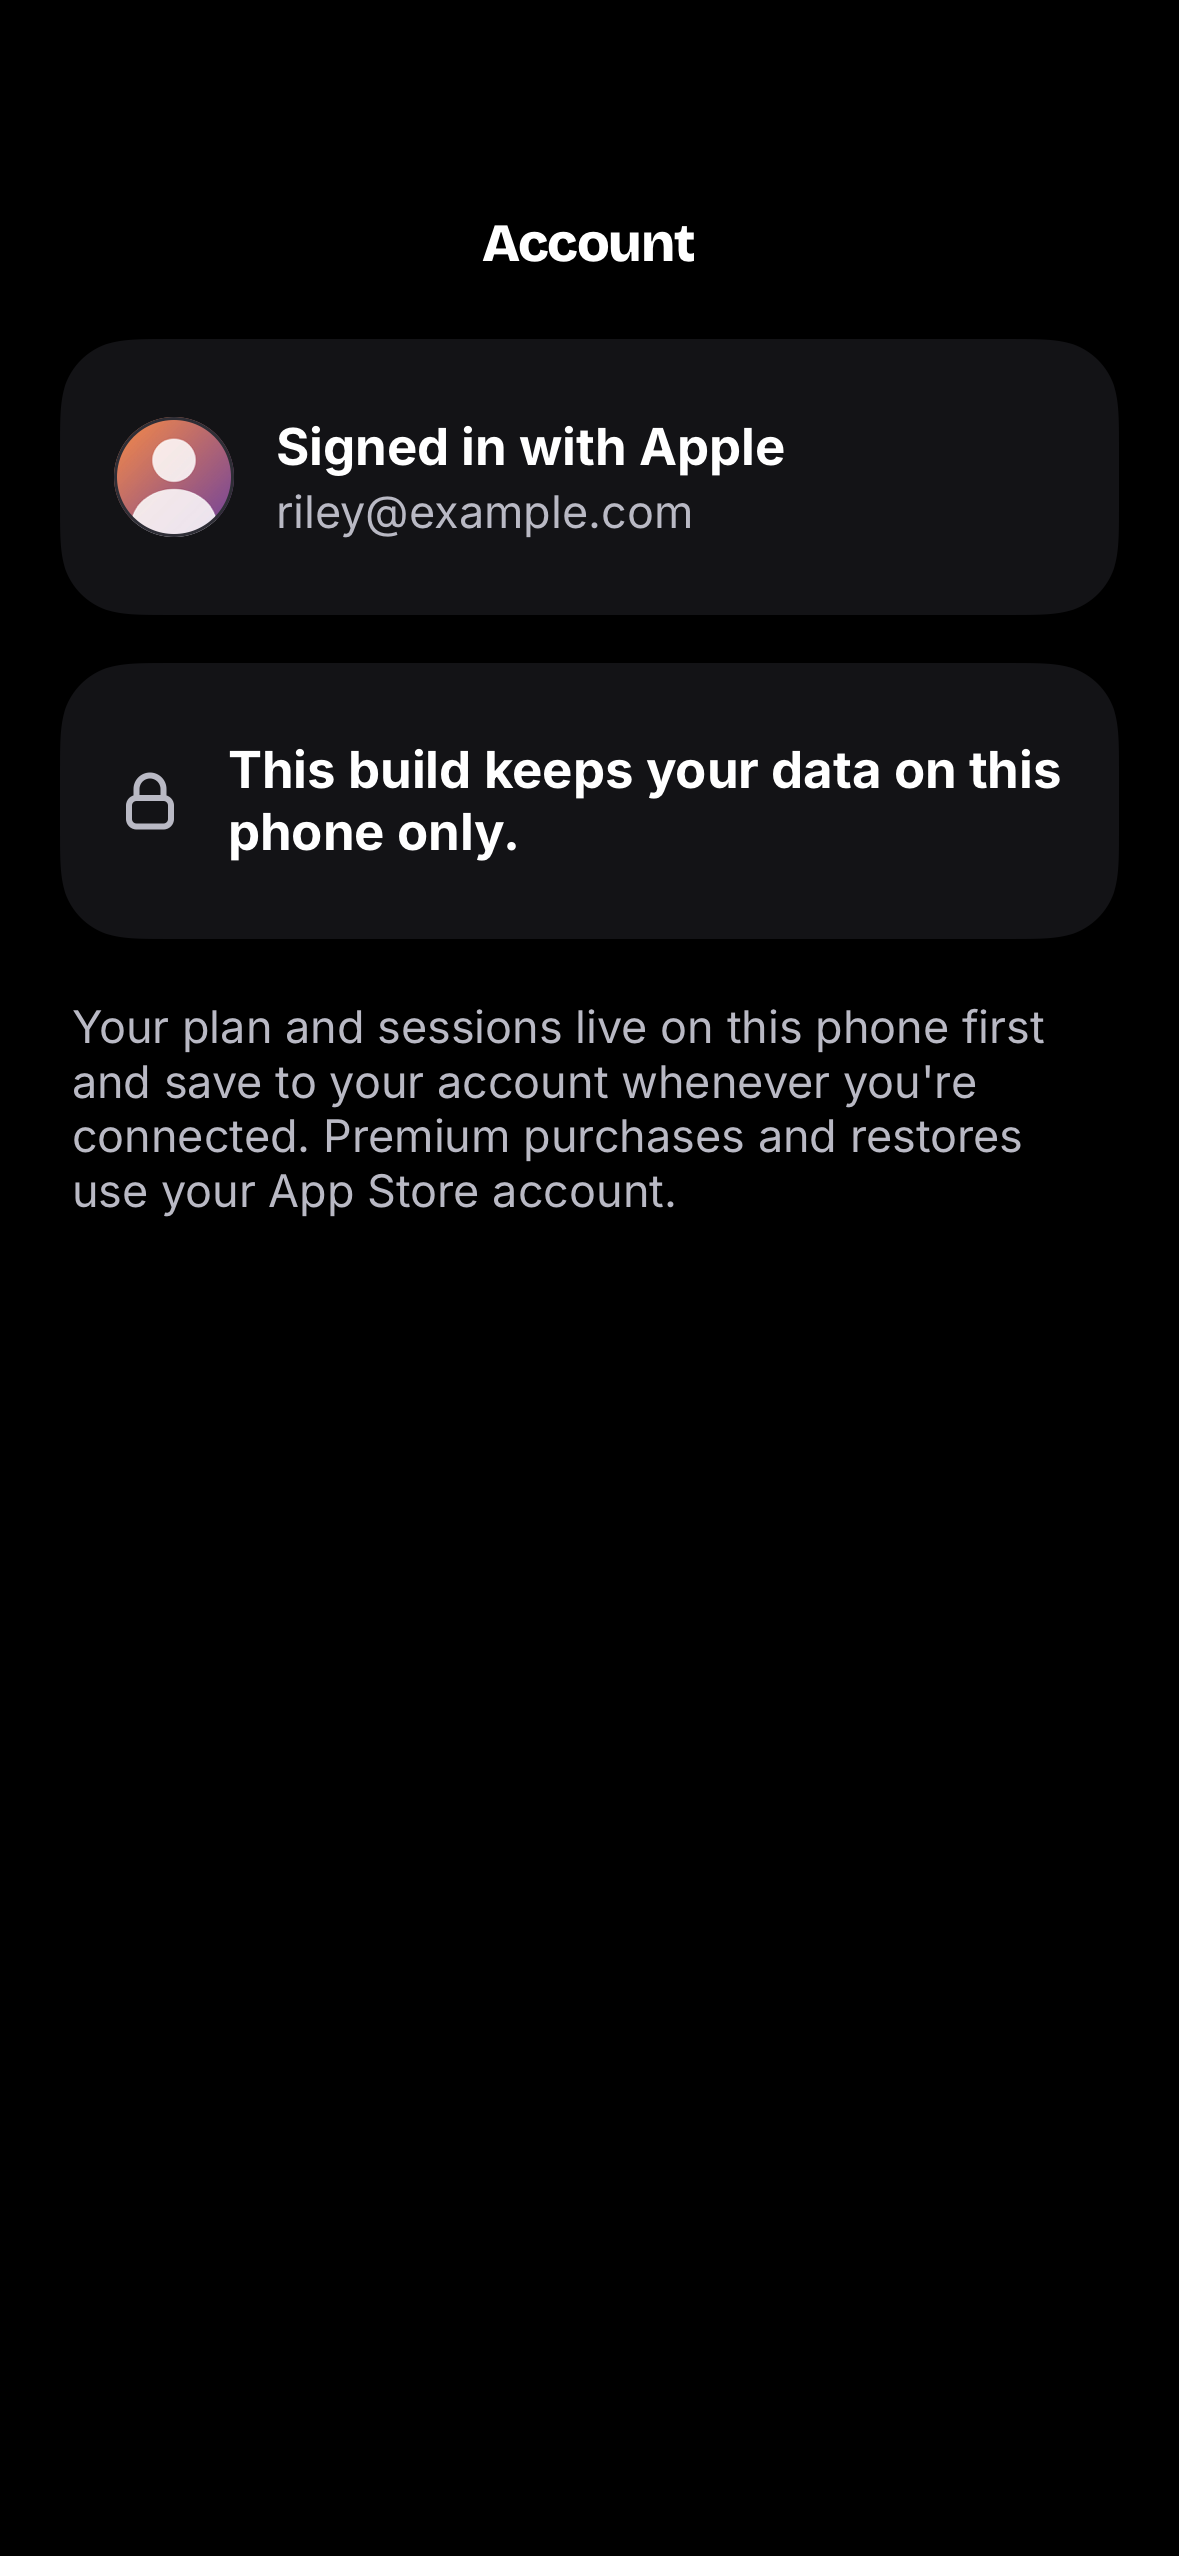 Account
Signed in with Apple
riley@example.com
This build keeps your data on this
phone only.
Your plan and sessions live on this phone first
and save to your account whenever you're
connected. Premium purchases and restores
use your App Store account.